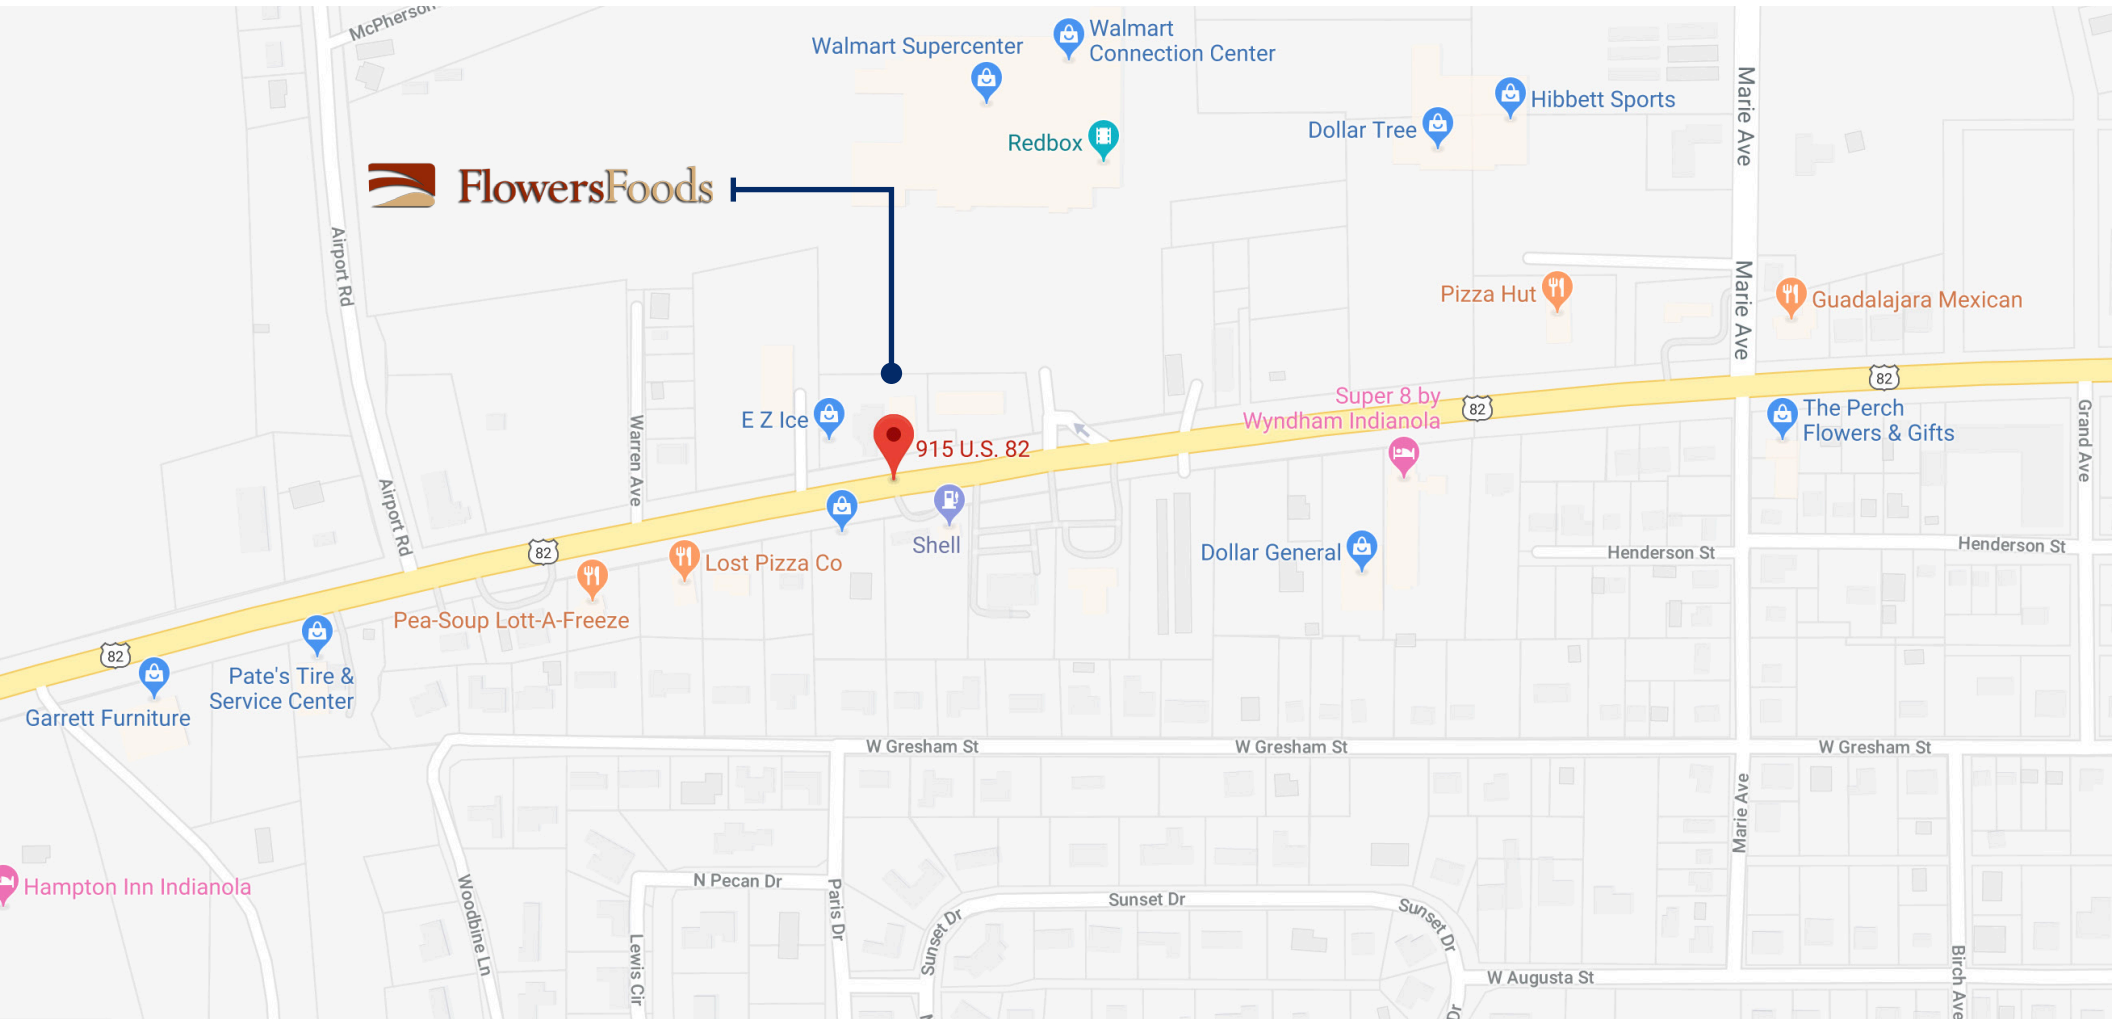 McPherson
Walmart Supercenter
Walmart
Connection Center
Hibbett Sports
Dollar Tree
Redbox
Marie Ave
FlowersFoods
Airport Rd
Marie Ave
Pizza Hut
Guadalajara Mexican
82
Super 8 by
Wyndham Indianola
82
The Perch
Flowers & Gifts
Grand Ave
E Z Ice
915 U.S. 82
Warren Ave
Airport Rd
Shell
82
Lost Pizza Co
Dollar General
Henderson St
Henderson St
Pea-Soup Lott-A-Freeze
82
Pate's Tire &
Service Center
Garrett Furniture
W Gresham St
W Gresham St
W Gresham St
Marie Ave
N Pecan Dr
Hampton Inn Indianola
Woodbine Ln
Paris Dr
Sunset Dr
Sunset Dr
Sunset Dr
Lewis Cir
W Augusta St
Birch Ave
Dr